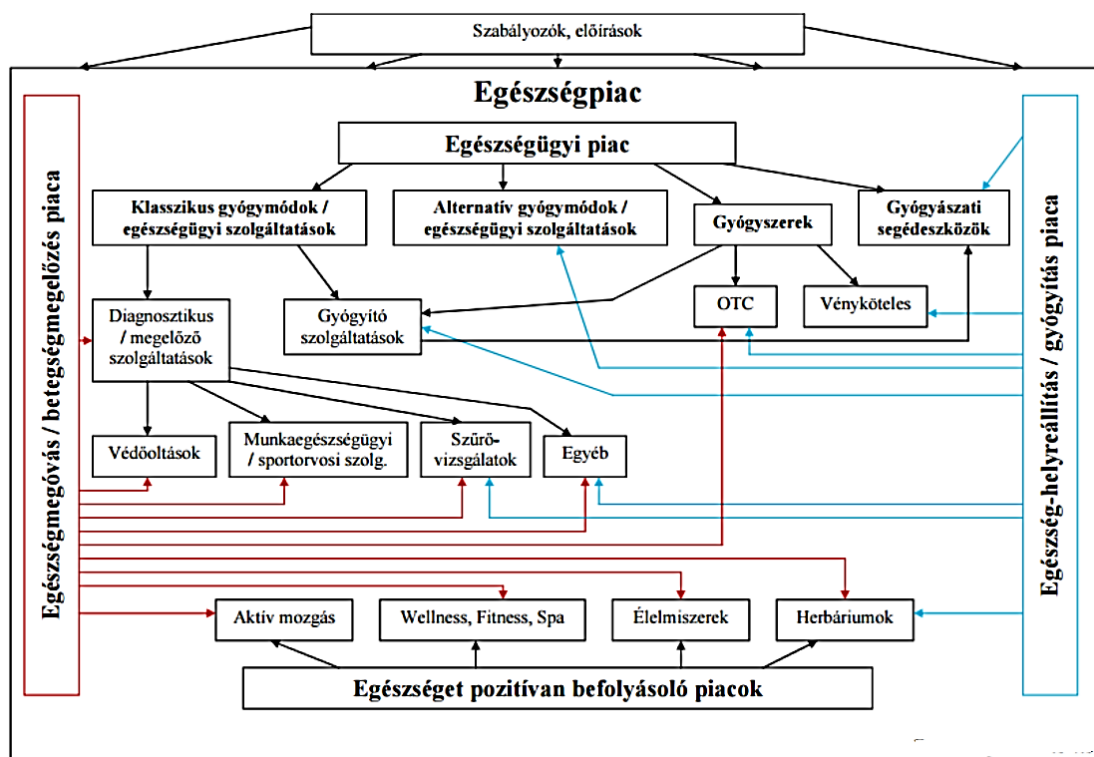 Szabályozók, előírások
Egészségpiac
Egészségmegóvás / betegségmegelőzés piaca
Egészség-helyreállítás / gyógyítás piaca
Egészségügyi piac
Klasszikus gyógymódok /
egészségügyi szolgáltatások
Alternatív gyógymódok /
egészségügyi szolgáltatások
Gyógyszerek
Gyógyászati
segédeszközök
Diagnosztikus
/ megelőző
szolgáltatások
Gyógyító
szolgáltatások
OTC
Vényköteles
Védőoltások
Munkaegészségügyi
/ sportorvosi szolg.
Szűrő-
vizsgálatok
Egyéb
Aktív mozgás
Wellness, Fitness, Spa
Élelmiszerek
Herbáriumok
Egészséget pozitívan befolyásoló piacok